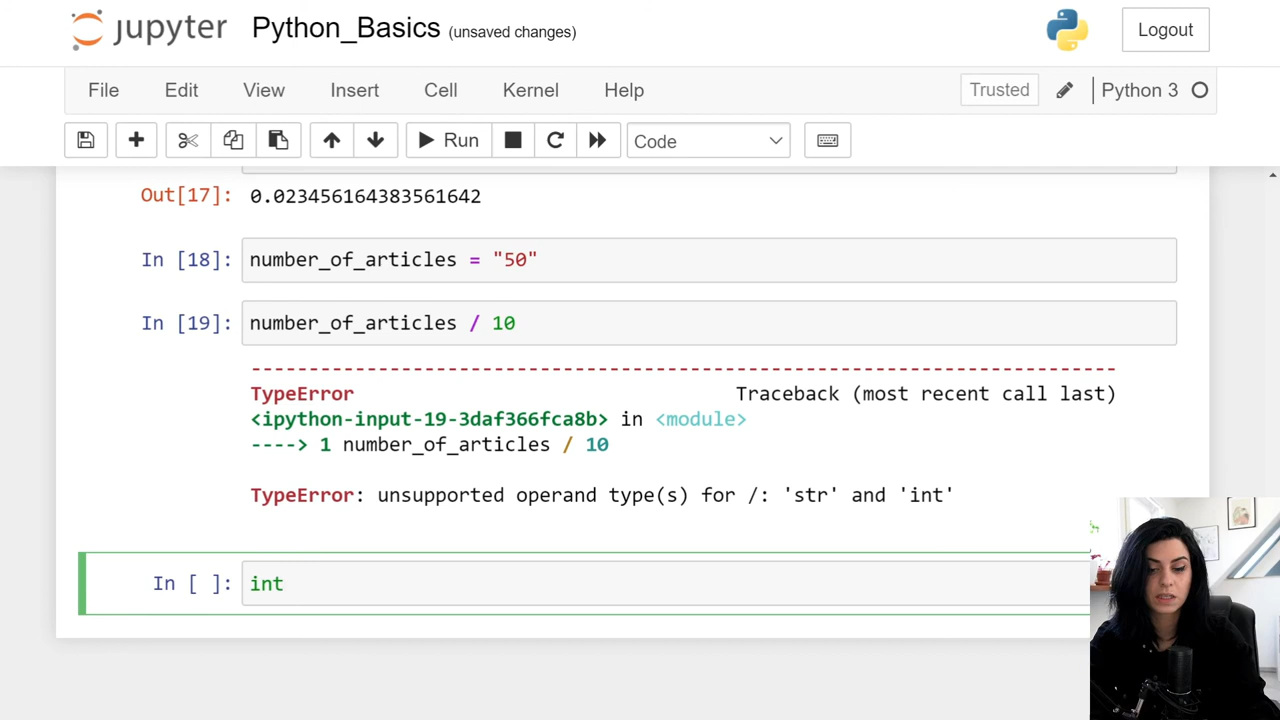 jupyter Python_Basics (unsaved changes) Logout
File Edit View Insert Cell Kernel Help Trusted Python 3
Run Code
Out[17]: 0.023456164383561642
In [18]: number_of_articles = "50"
In [19]: number_of_articles / 10
---------------------------------------------------------------------------
TypeError Traceback (most recent call last)
<ipython-input-19-3daf366fca8b> in <module>
----> 1 number_of_articles / 10
TypeError: unsupported operand type(s) for /: 'str' and 'int'
In [ ]: int